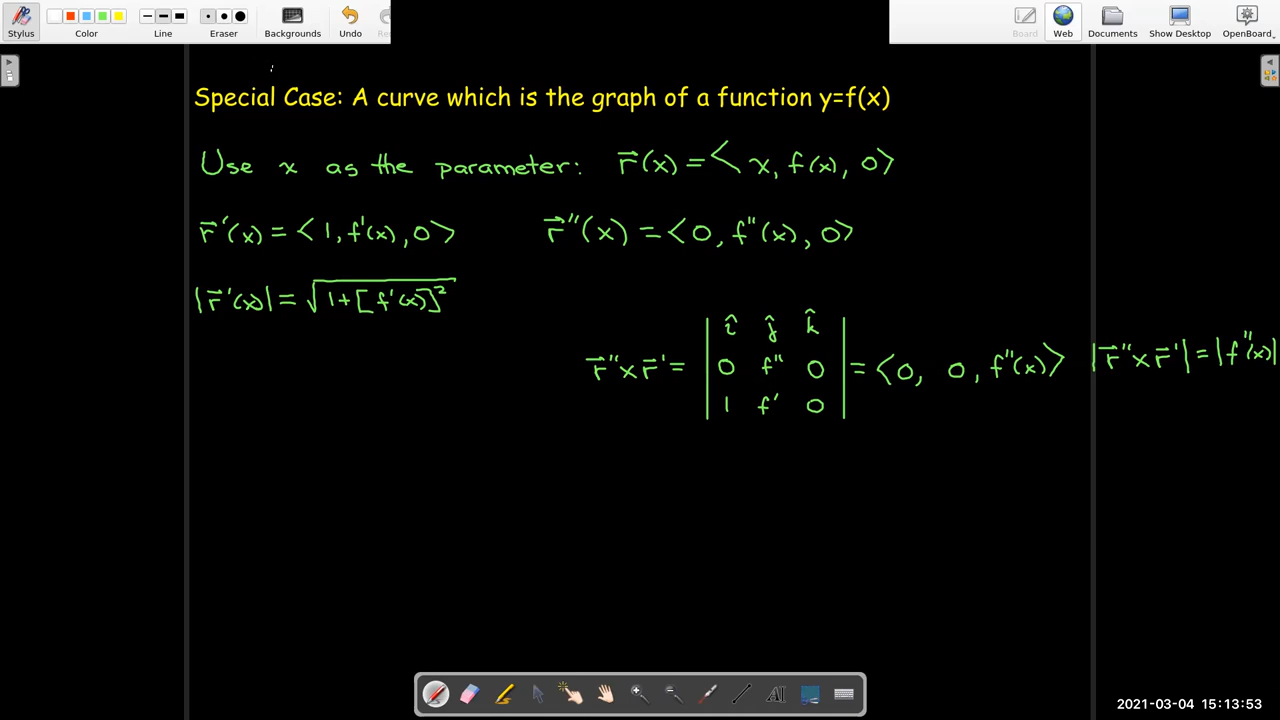 Stylus Color Line Eraser Backgrounds Undo Board Web Documents Show Desktop OpenBoard
Special Case: A curve which is the graph of a function y=f(x)
Use x as the parameter: r⃗(x) = < x, f(x), 0>
r⃗'(x) = <1, f'(x), 0> r⃗''(x) = <0, f''(x), 0>
|r⃗'(x)| = √(1+[f'(x)]²)
î ĵ k̂
r⃗'' x r⃗' = | 0 f'' 0 | = <0, 0, f''(x)> |r⃗'' x r⃗'| = |f''(x)|
1 f' 0
2021-03-04 15:13:53